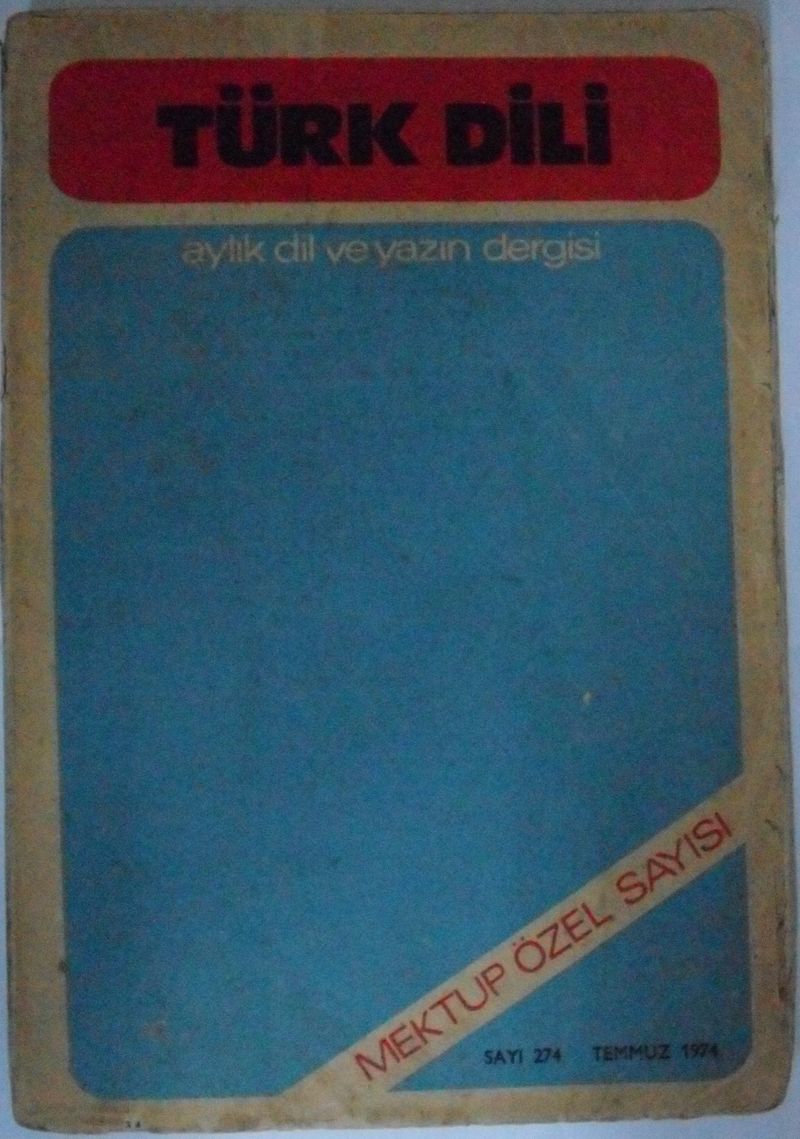 TÜRK DİLİ
aylık dil ve yazın dergisi
MEKTUP ÖZEL SAYISI
SAYI 274 TEMMUZ 1974